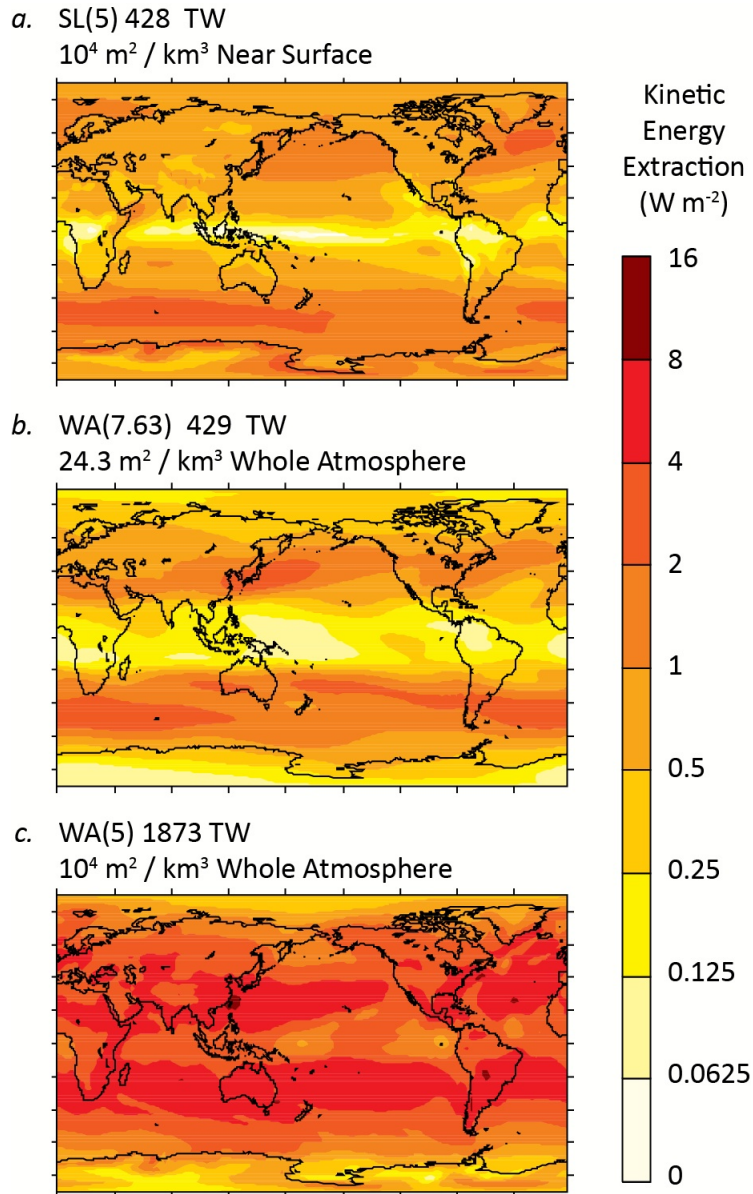 a. SL(5) 428 TW
10⁴ m² / km³ Near Surface
Kinetic
Energy
Extraction
(W m⁻²)
16
8
4
2
1
0.5
0.25
0.125
0.0625
0
b. WA(7.63) 429 TW
24.3 m² / km³ Whole Atmosphere
c. WA(5) 1873 TW
10⁴ m² / km³ Whole Atmosphere